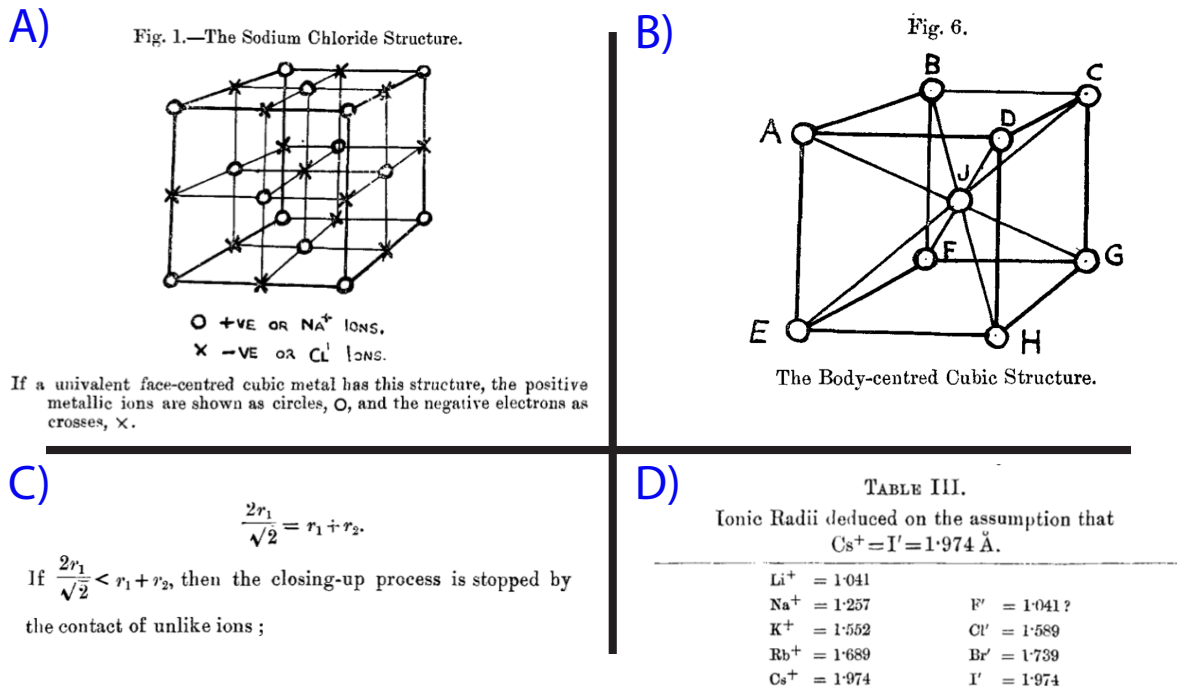 A)
Fig. 1.—The Sodium Chloride Structure.
O +VE OR NA⁺ IONS.
× −VE OR CL' IONS.
If a univalent face-centred cubic metal has this structure, the positive
metallic ions are shown as circles, O, and the negative electrons as
crosses, ×.
B)
Fig. 6.
B
C
A
D
J
F
G
E
H
The Body-centred Cubic Structure.
C)
2r₁/√2 = r₁ + r₂.
If 2r₁/√2 < r₁ + r₂, then the closing-up process is stopped by
the contact of unlike ions ;
D)
TABLE III.
Ionic Radii deduced on the assumption that
Cs⁺ = I' = 1·974 Å.
Li⁺ = 1·041
Na⁺ = 1·257 F' = 1·041 ?
K⁺ = 1·552 Cl' = 1·589
Rb⁺ = 1·689 Br' = 1·739
Cs⁺ = 1·974 I' = 1·974